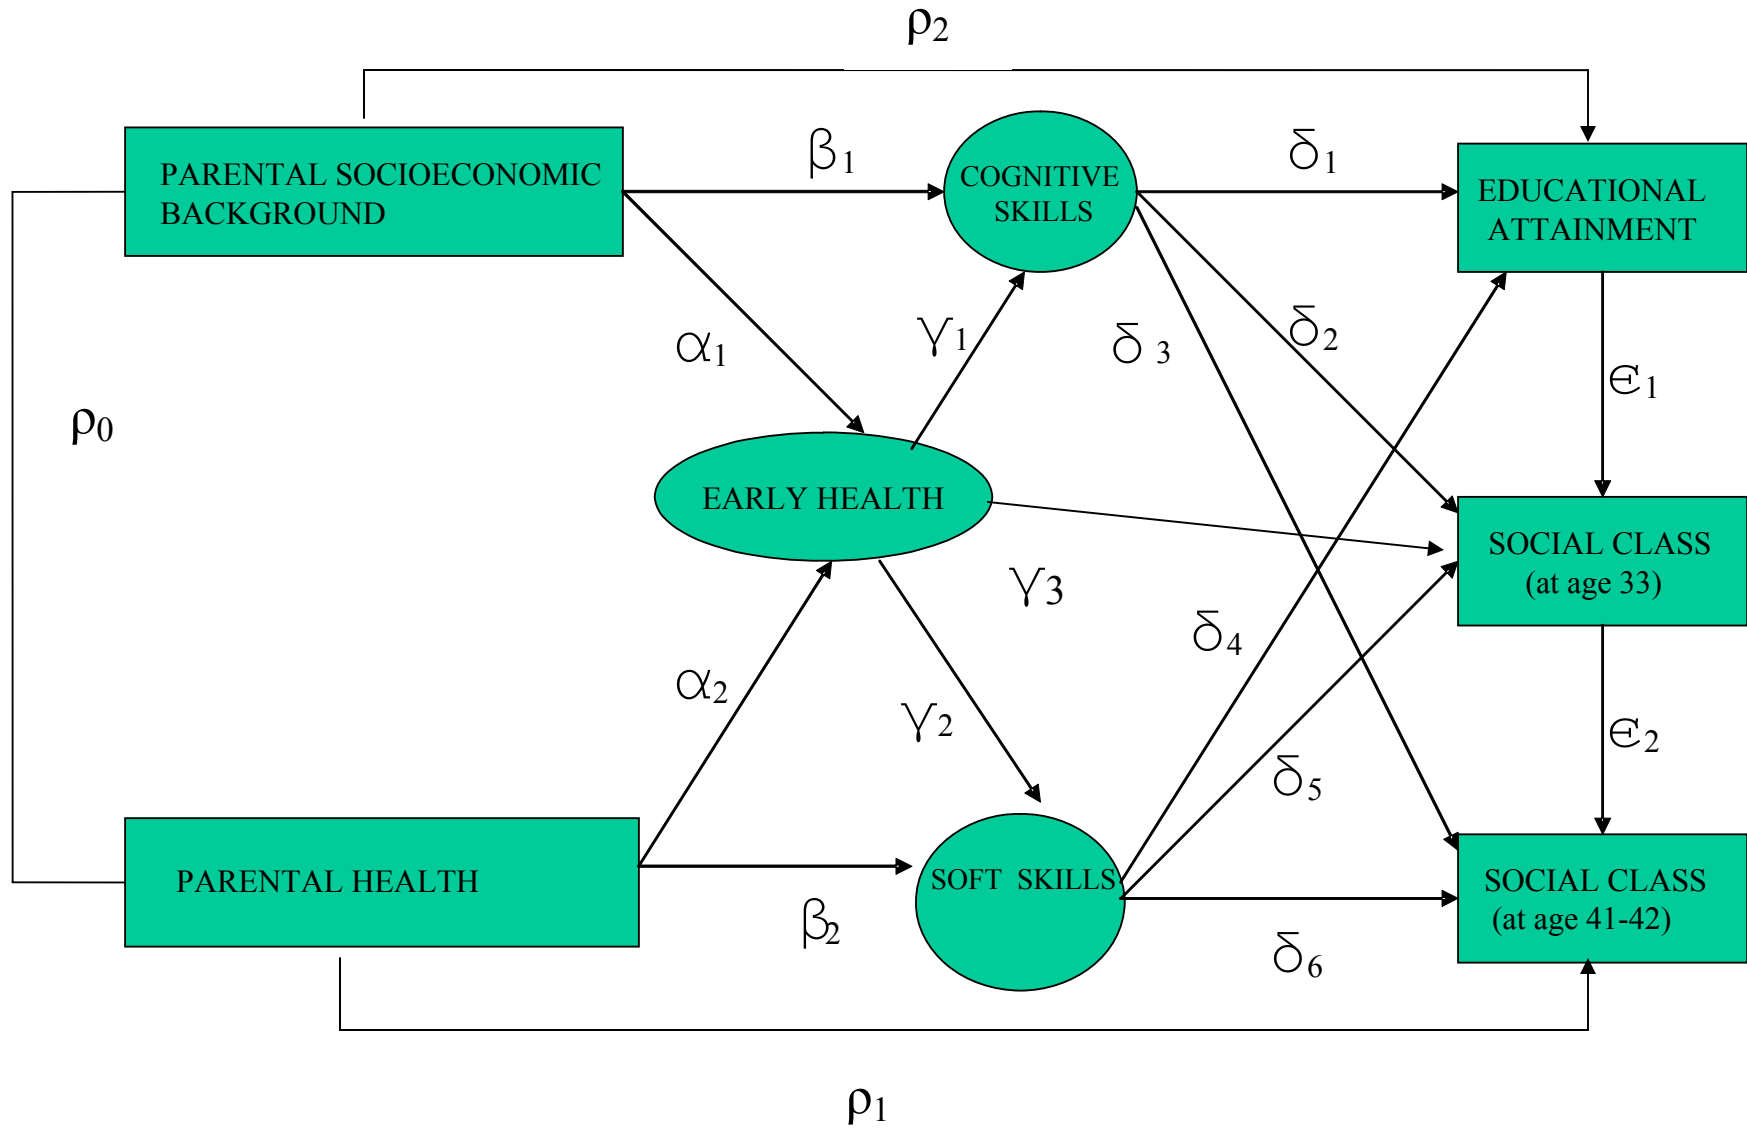 ρ2
PARENTAL SOCIOECONOMIC
BACKGROUND
β1
COGNITIVE
SKILLS
δ1
EDUCATIONAL
ATTAINMENT
α1
γ1
δ3
δ2
ϵ1
ρ0
EARLY HEALTH
SOCIAL CLASS
(at age 33)
γ3
δ4
α2
γ2
δ5
ϵ2
PARENTAL HEALTH
β2
SOFT SKILLS
δ6
SOCIAL CLASS
(at age 41-42)
ρ1